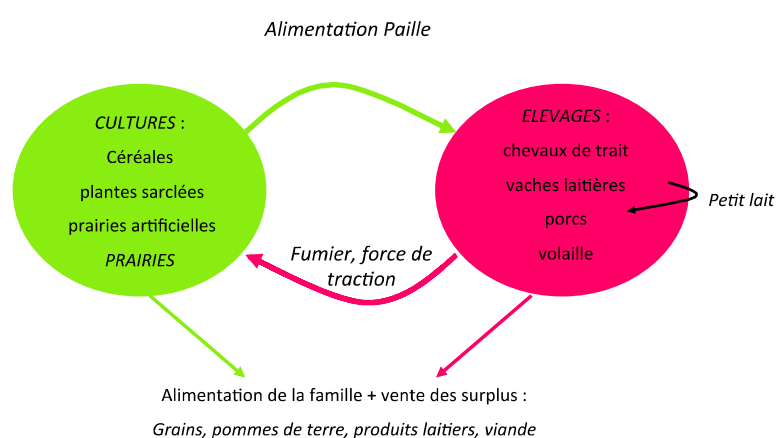 Alimentation Paille
CULTURES :
Céréales
plantes sarclées
prairies artificielles
PRAIRIES
ELEVAGES :
chevaux de trait
vaches laitières
porcs
volaille
Petit lait
Fumier, force de
traction
Alimentation de la famille + vente des surplus :
Grains, pommes de terre, produits laitiers, viande